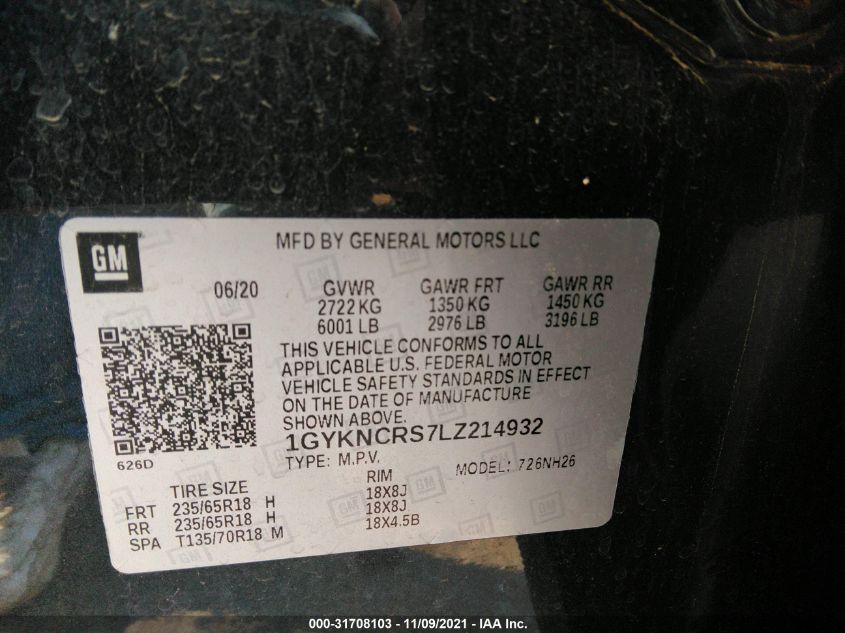 GM
MFD BY GENERAL MOTORS LLC
06/20 GVWR GAWR FRT GAWR RR
2722 KG 1350 KG 1450 KG
6001 LB 2976 LB 3196 LB
THIS VEHICLE CONFORMS TO ALL
APPLICABLE U.S. FEDERAL MOTOR
VEHICLE SAFETY STANDARDS IN EFFECT
ON THE DATE OF MANUFACTURE
SHOWN ABOVE.
1GYKNCRS7LZ214932
626D
TYPE: M.P.V. MODEL: 726NH26
TIRE SIZE RIM
FRT 235/65R18 H 18X8J
RR 235/65R18 H 18X8J
SPA T135/70R18 M 18X4.5B
000-31708103 - 11/09/2021 - IAA Inc.